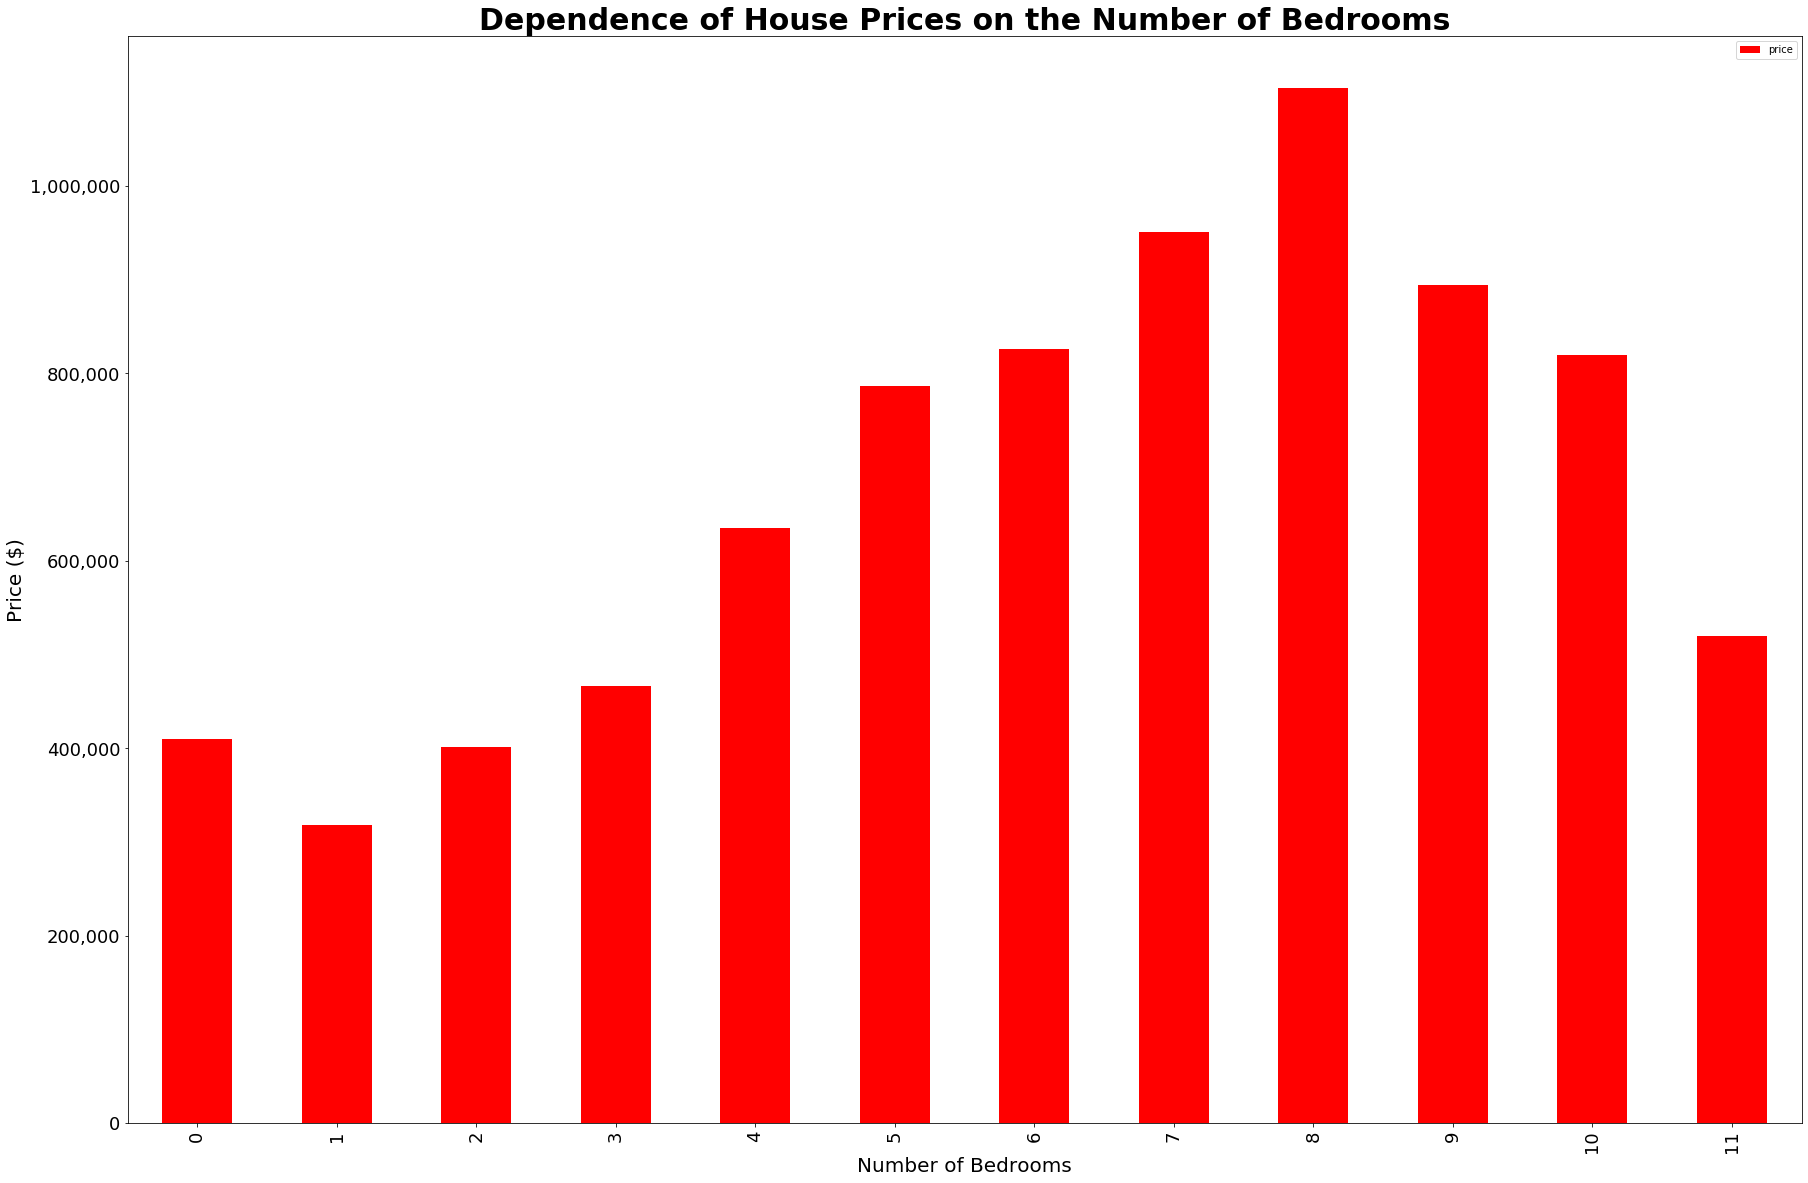 Dependence of House Prices on the Number of Bedrooms
price
1,000,000
800,000
600,000
400,000
200,000
0
Price ($)
0 1 2 3 4 5 6 7 8 9 10 11
Number of Bedrooms